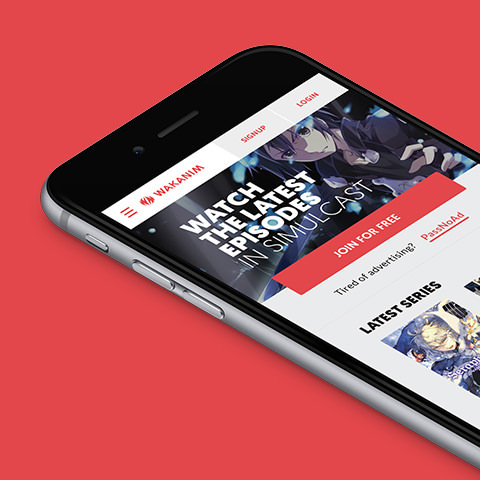 WAKANIM
SIGNUP
LOGIN
WATCH
THE LATEST
EPISODES
IN SIMULCAST
JOIN FOR FREE
Tired of advertising? PassNoAd
LATEST SERIES